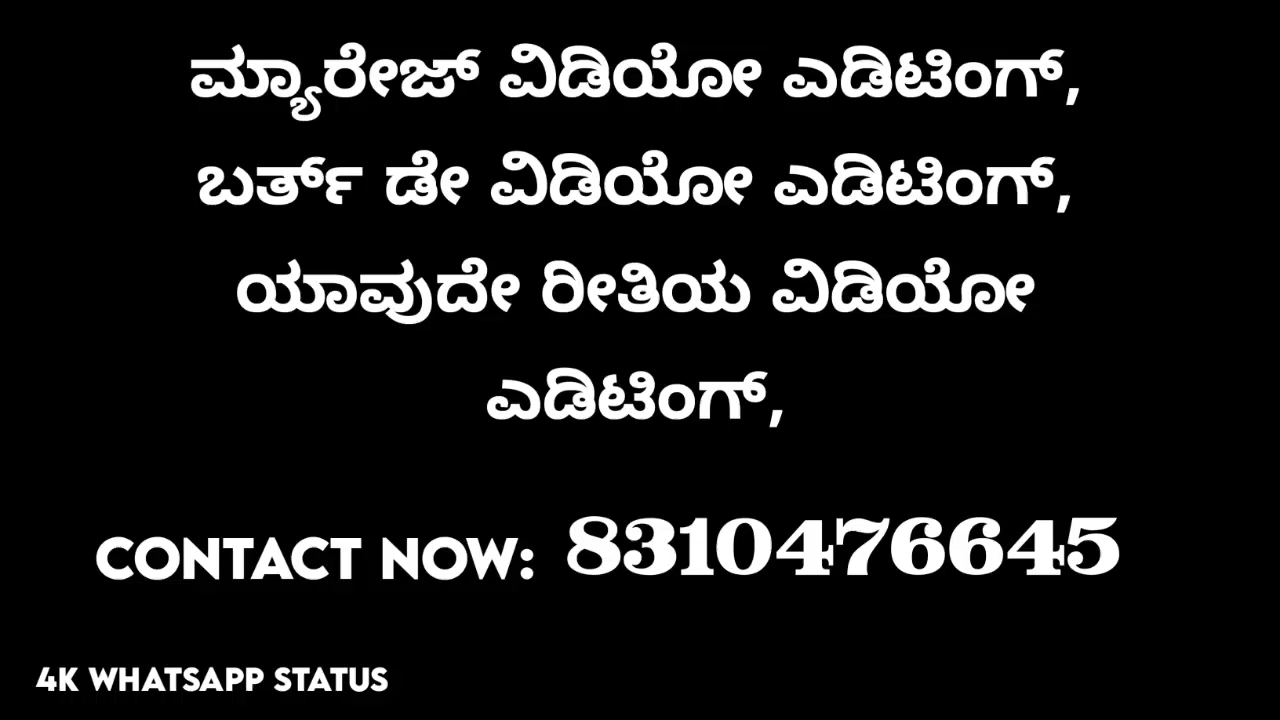 ಮ್ಯಾರೇಜ್ ವಿಡಿಯೋ ಎಡಿಟಿಂಗ್,
ಬರ್ತ್ ಡೇ ವಿಡಿಯೋ ಎಡಿಟಿಂಗ್,
ಯಾವುದೇ ರೀತಿಯ ವಿಡಿಯೋ
ಎಡಿಟಿಂಗ್,
CONTACT NOW: 8310476645
4K WHATSAPP STATUS